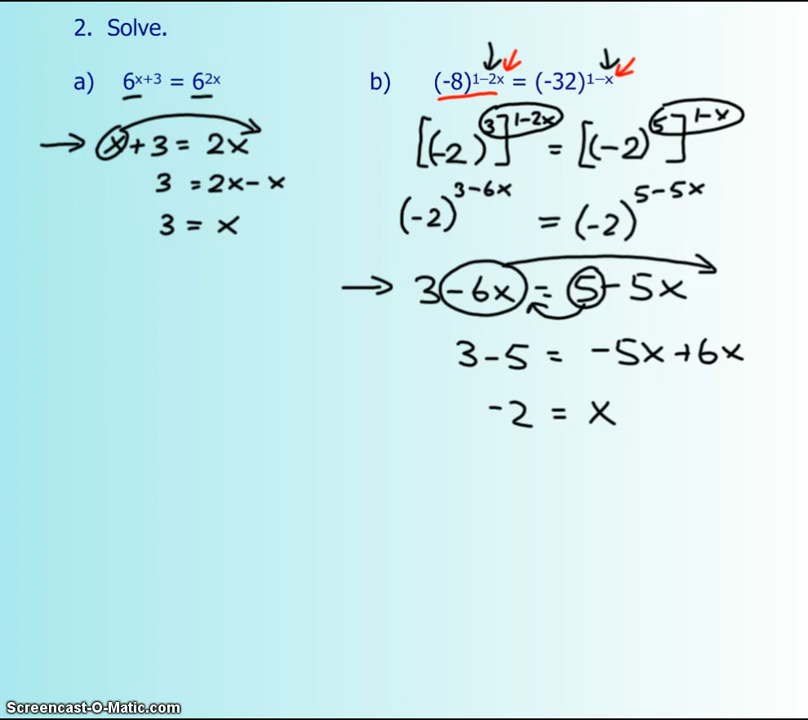 2. Solve.
a) 6^{x+3} = 6^{2x}
→ x + 3 = 2x
3 = 2x - x
3 = x
b) (-8)^{1-2x} = (-32)^{1-x}
[(-2)^3]^{1-2x} = [(-2)^5]^{1-x}
(-2)^{3-6x} = (-2)^{5-5x}
→ 3 - 6x = 5 - 5x
3 - 5 = -5x + 6x
-2 = x
Screencast-O-Matic.com